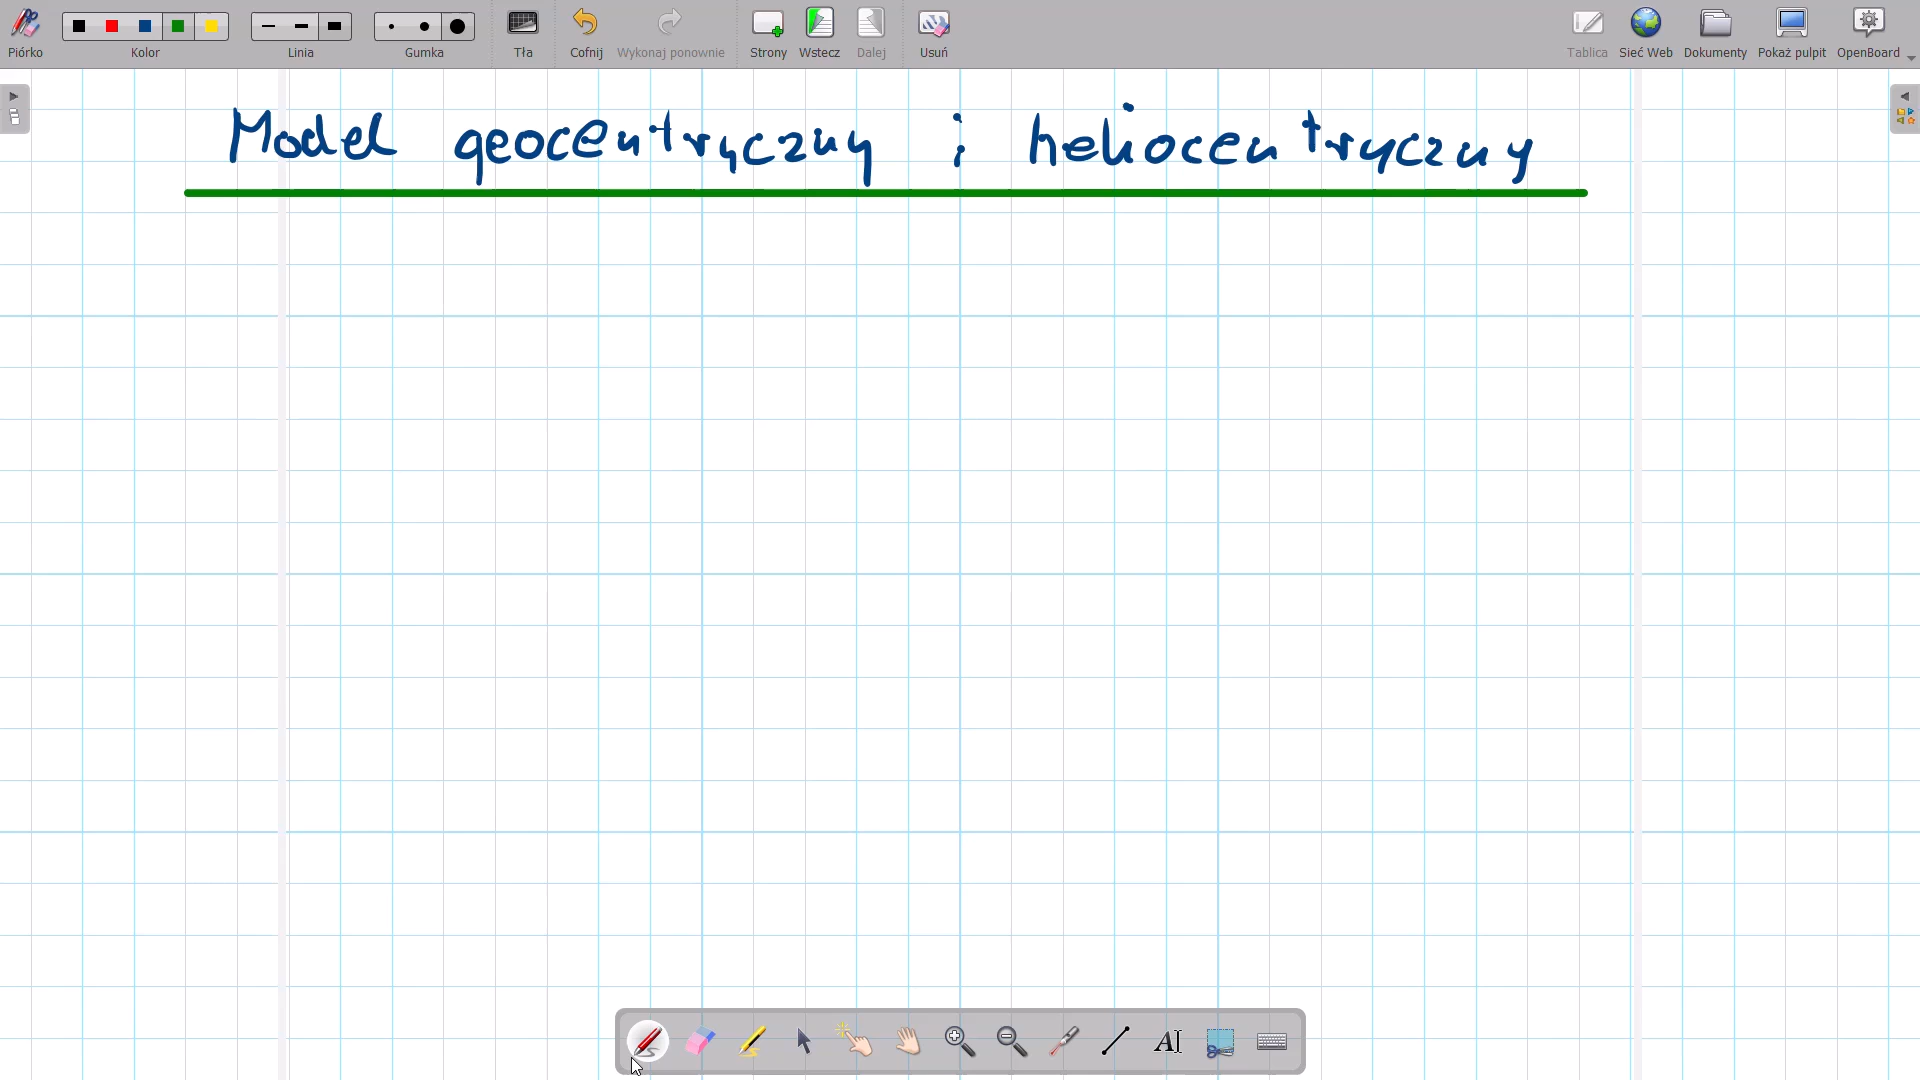 Piórko Kolor Linia Gumka Tła Cofnij Wykonaj ponownie Strony Wstecz Dalej Usuń Tablica Sieć Web Dokumenty Pokaż pulpit OpenBoard
Model geocentryczny i heliocentryczny